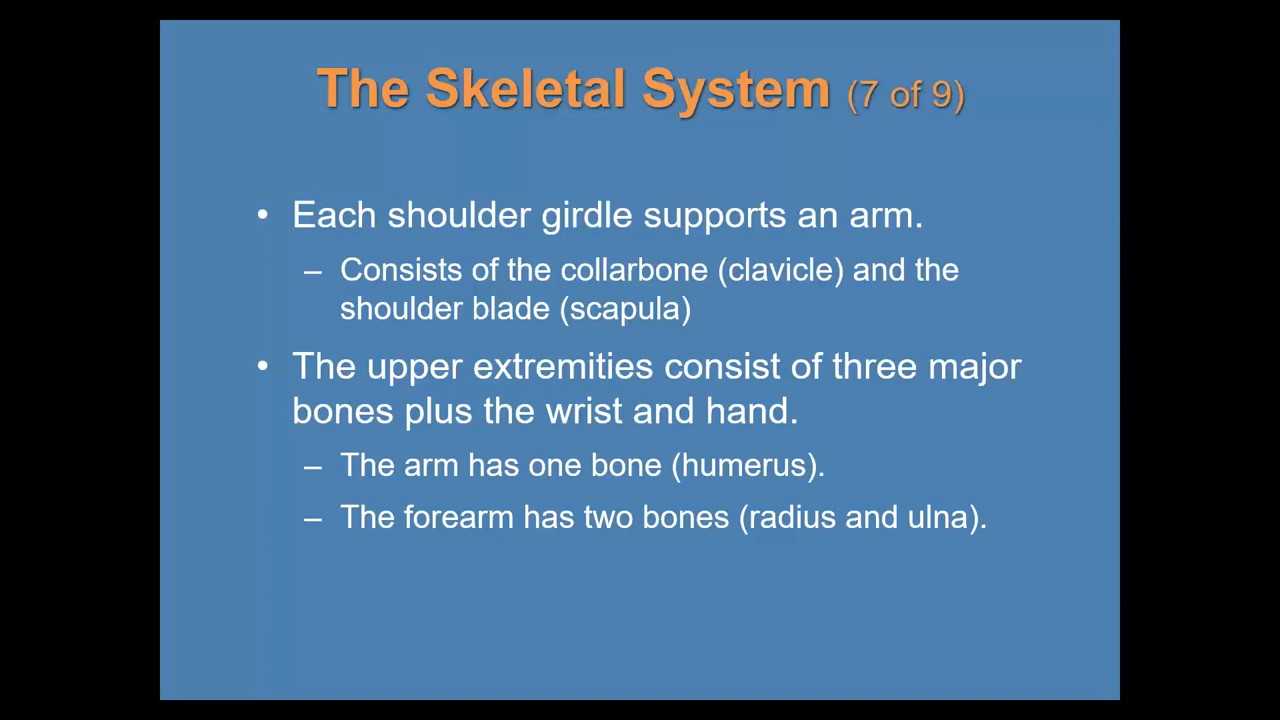 The Skeletal System (7 of 9)
• Each shoulder girdle supports an arm.
– Consists of the collarbone (clavicle) and the
shoulder blade (scapula)
• The upper extremities consist of three major
bones plus the wrist and hand.
– The arm has one bone (humerus).
– The forearm has two bones (radius and ulna).